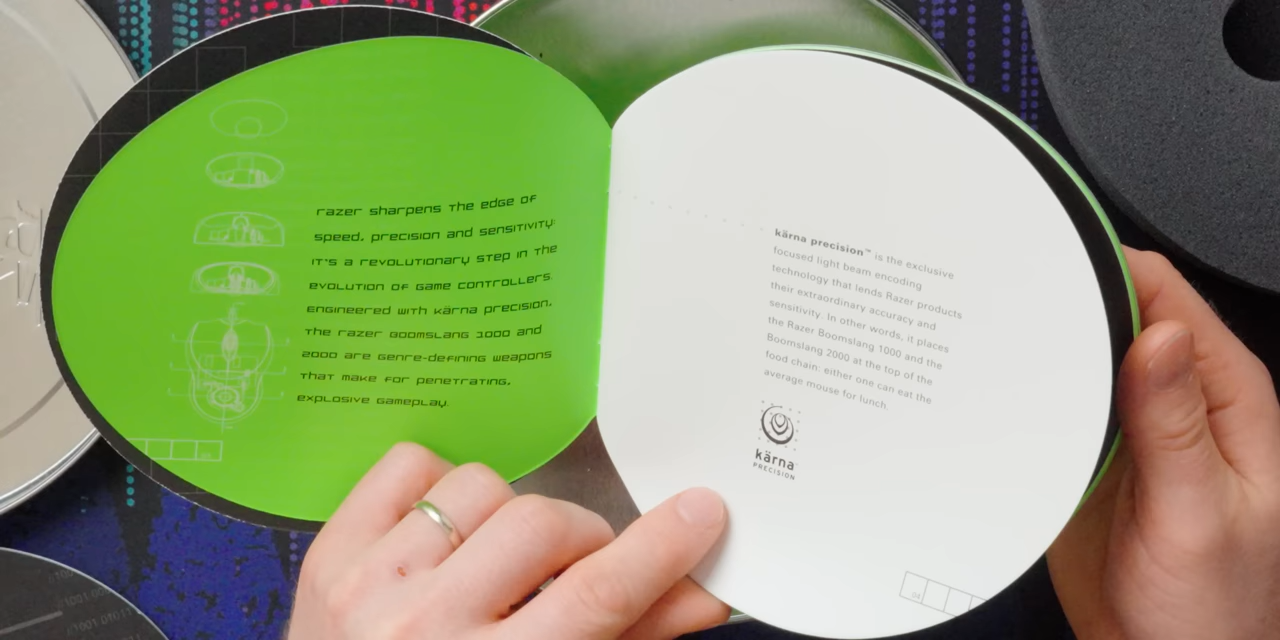 razer sharpens the edge of
speed, precision and sensitivity:
it's a revolutionary step in the
evolution of game controllers.
engineered with kärna precision,
the razer boomslang 1000 and
2000 are genre-defining weapons
that make for penetrating,
explosive gameplay.
kärna precision™ is the exclusive
focused light beam encoding
technology that lends Razer products
their extraordinary accuracy and
sensitivity. In other words, it places
the Razer Boomslang 1000 and the
Boomslang 2000 at the top of the
food chain: either one can eat the
average mouse for lunch.
kärna
PRECISION
04